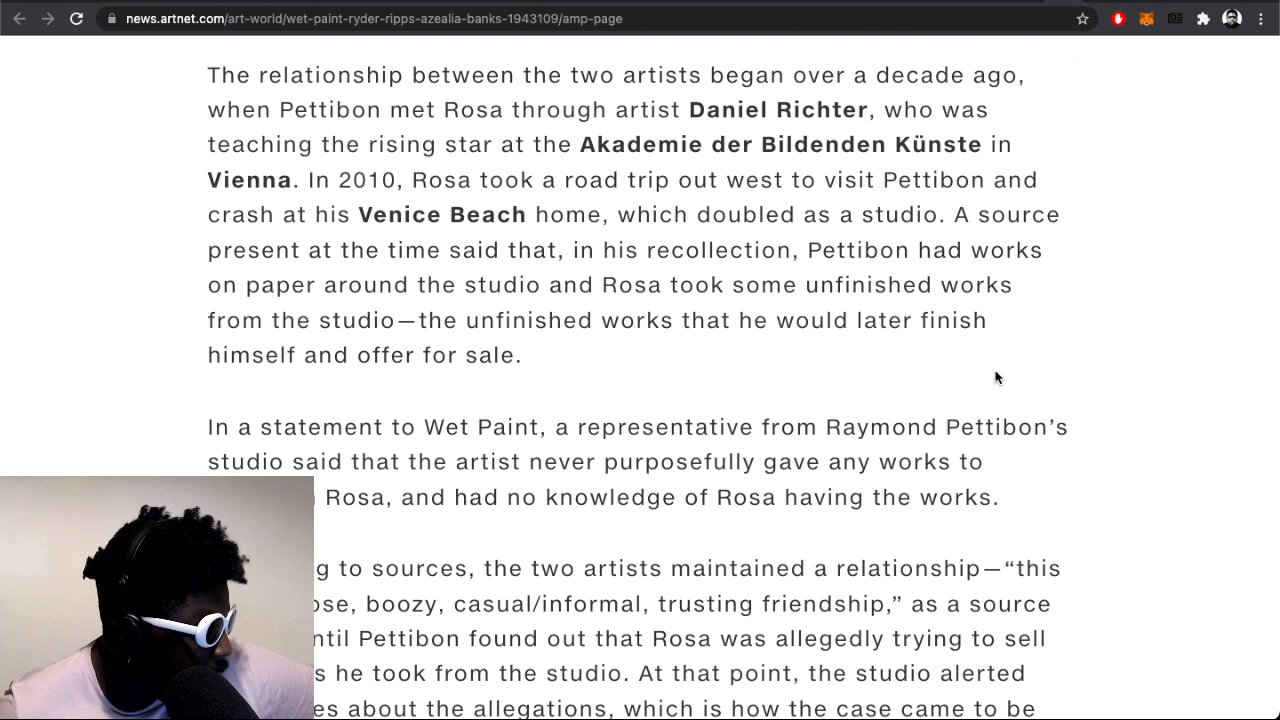 news.artnet.com/art-world/wet-paint-ryder-ripps-azealia-banks-1943109/amp-page
The relationship between the two artists began over a decade ago,
when Pettibon met Rosa through artist Daniel Richter, who was
teaching the rising star at the Akademie der Bildenden Künste in
Vienna. In 2010, Rosa took a road trip out west to visit Pettibon and
crash at his Venice Beach home, which doubled as a studio. A source
present at the time said that, in his recollection, Pettibon had works
on paper around the studio and Rosa took some unfinished works
from the studio—the unfinished works that he would later finish
himself and offer for sale.
In a statement to Wet Paint, a representative from Raymond Pettibon’s
studio said that the artist never purposefully gave any works to
Rosa, and had no knowledge of Rosa having the works.
to sources, the two artists maintained a relationship—“this
boozy, casual/informal, trusting friendship,” as a source
Pettibon found out that Rosa was allegedly trying to sell
he took from the studio. At that point, the studio alerted
about the allegations, which is how the case came to be